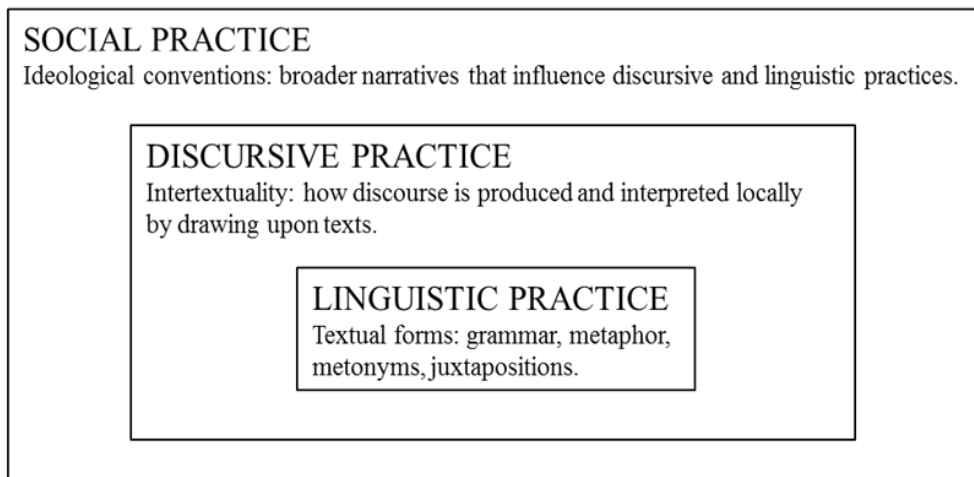 SOCIAL PRACTICE
Ideological conventions: broader narratives that influence discursive and linguistic practices.
DISCURSIVE PRACTICE
Intertextuality: how discourse is produced and interpreted locally
by drawing upon texts.
LINGUISTIC PRACTICE
Textual forms: grammar, metaphor,
metonyms, juxtapositions.